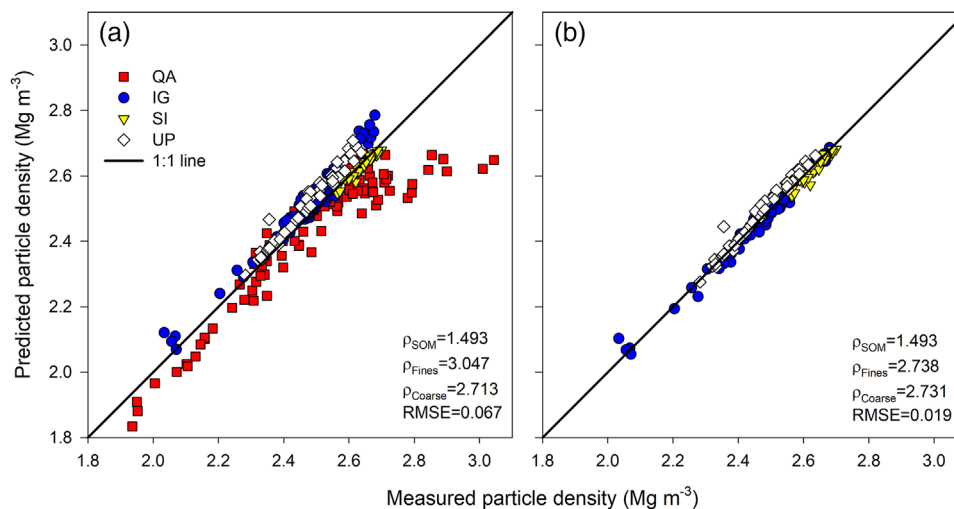 (a)
(b)
3.0
2.8
2.6
2.4
2.2
2.0
1.8
Predicted particle density (Mg m⁻³)
QA
IG
SI
UP
1:1 line
ρSOM=1.493
ρFines=3.047
ρCoarse=2.713
RMSE=0.067
ρSOM=1.493
ρFines=2.738
ρCoarse=2.731
RMSE=0.019
1.8 2.0 2.2 2.4 2.6 2.8 3.0
1.8 2.0 2.2 2.4 2.6 2.8 3.0
Measured particle density (Mg m⁻³)